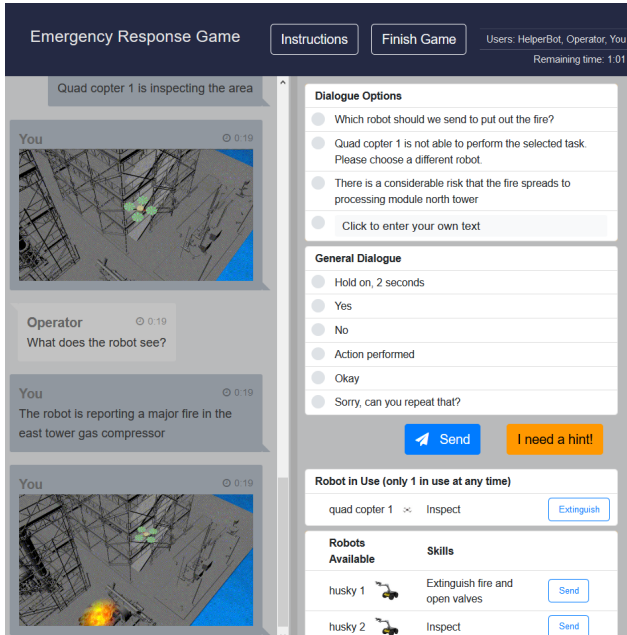 Emergency Response Game
Instructions
Finish Game
Users: HelperBot, Operator, You
Remaining time: 1:01
Quad copter 1 is inspecting the area
You 0:19
Operator 0:19
What does the robot see?
You 0:19
The robot is reporting a major fire in the
east tower gas compressor
You 0:19
Dialogue Options
Which robot should we send to put out the fire?
Quad copter 1 is not able to perform the selected task.
Please choose a different robot.
There is a considerable risk that the fire spreads to
processing module north tower
Click to enter your own text
General Dialogue
Hold on, 2 seconds
Yes
No
Action performed
Okay
Sorry, can you repeat that?
Send
I need a hint!
Robot in Use (only 1 in use at any time)
quad copter 1 Inspect Extinguish
Robots
Available
Skills
husky 1
Extinguish fire and
open valves
Send
husky 2 Inspect Send